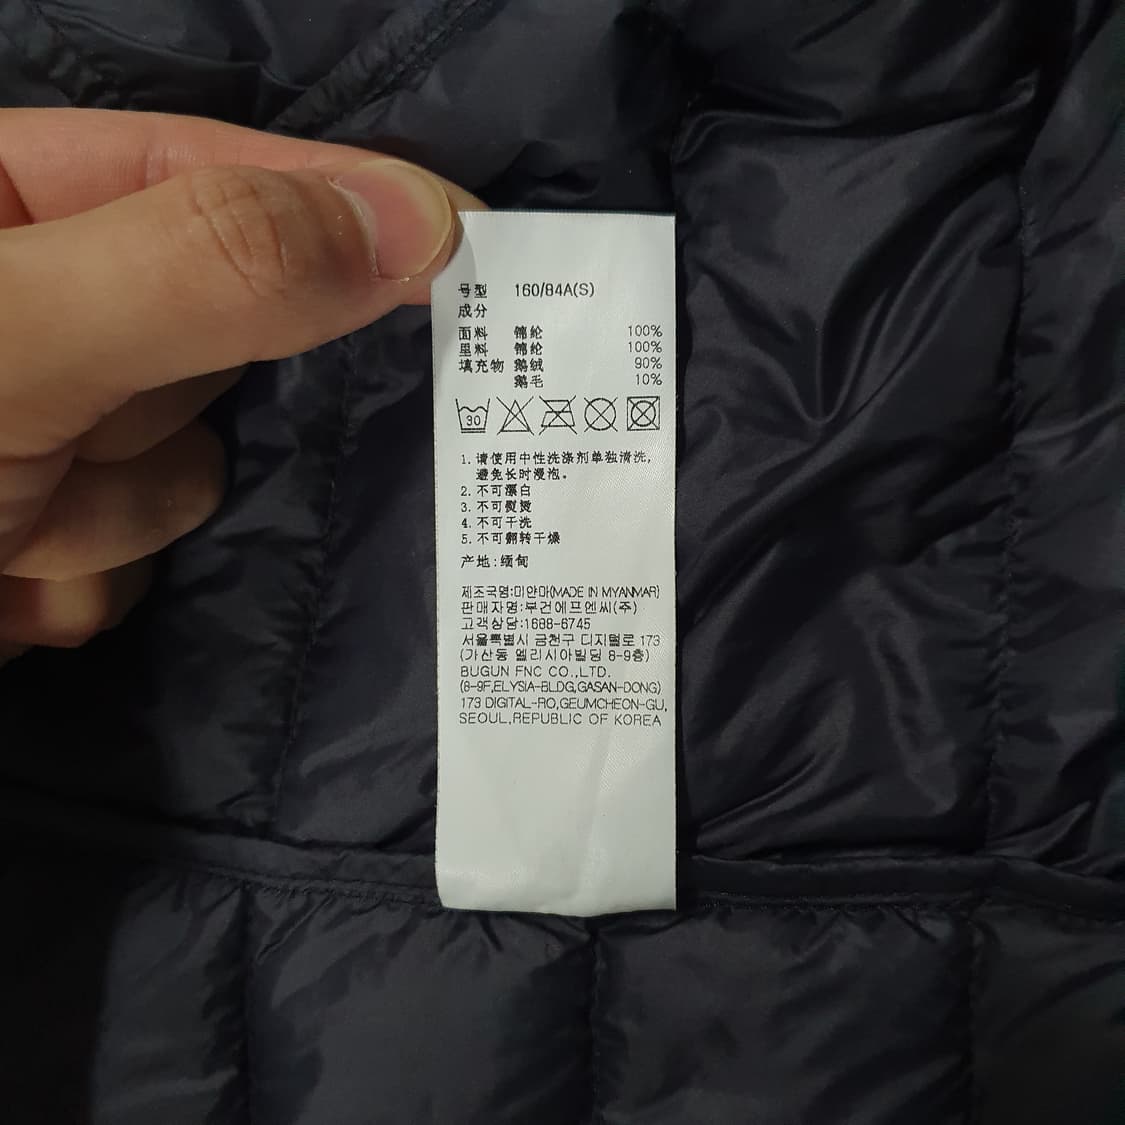 号型 160/84A(S)
成分
面料 锦纶 100%
里料 锦纶 100%
填充物 鹅绒 90%
鹅毛 10%
30
1. 请使用中性洗涤剂单独清洗,
避免长时浸泡。
2. 不可漂白
3. 不可熨烫
4. 不可干洗
5. 不可翻转干燥
产地:缅甸
제조국명:미얀마(MADE IN MYANMAR)
판매자명:부건에프엔씨(주)
고객상담:1688-6745
서울특별시 금천구 디지털로 173
(가산동 엘리시아빌딩 8-9층)
BUGUN FNC CO.,LTD.
(8-9F,ELYSIA-BLDG,GASAN-DONG)
173 DIGITAL-RO,GEUMCHEON-GU,
SEOUL,REPUBLIC OF KOREA